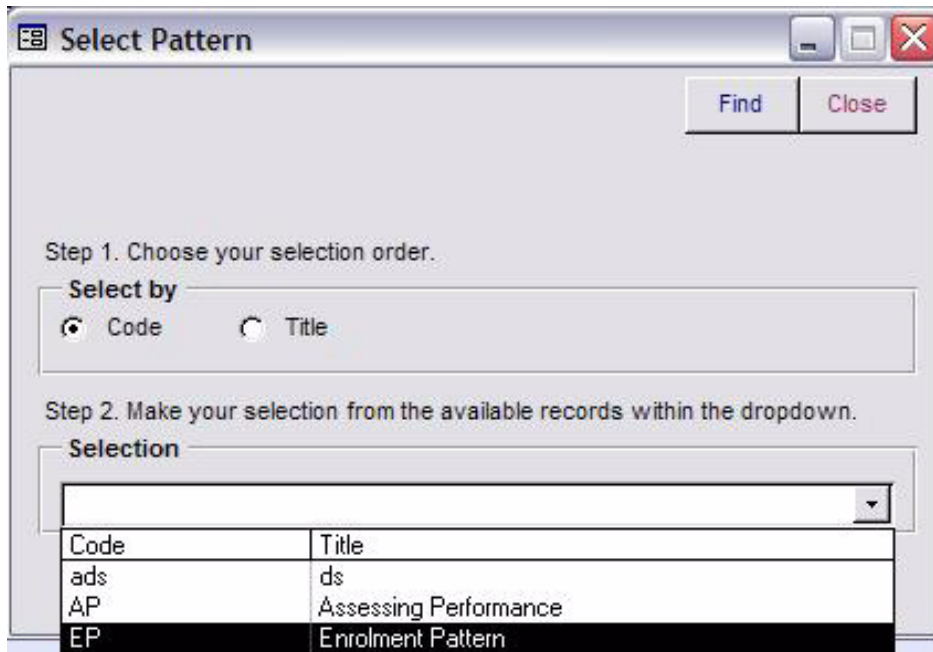 Select Pattern
Find Close
Step 1. Choose your selection order.
Select by
Code Title
Step 2. Make your selection from the available records within the dropdown.
Selection
Code Title
ads ds
AP Assessing Performance
EP Enrolment Pattern